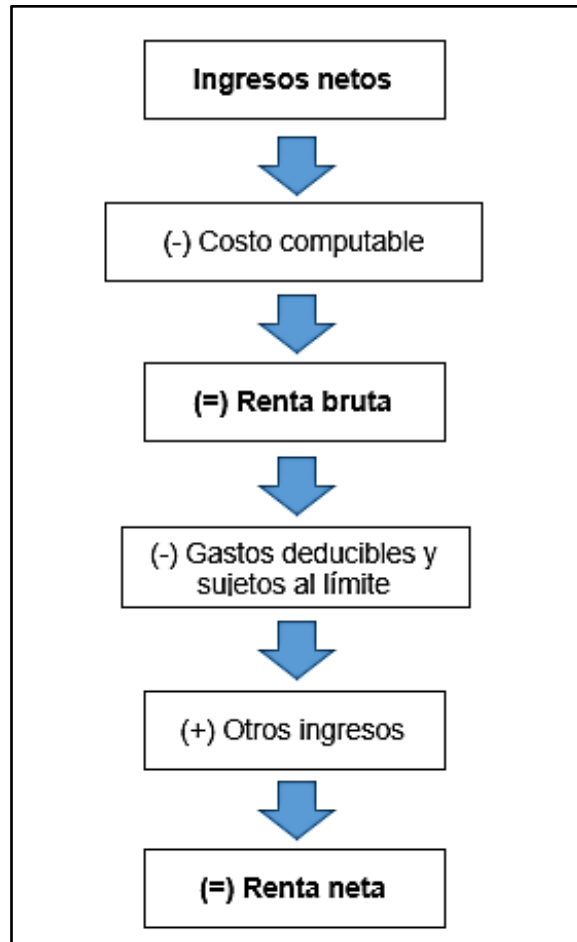 Ingresos netos
(-) Costo computable
(=) Renta bruta
(-) Gastos deducibles y
sujetos al límite
(+) Otros ingresos
(=) Renta neta